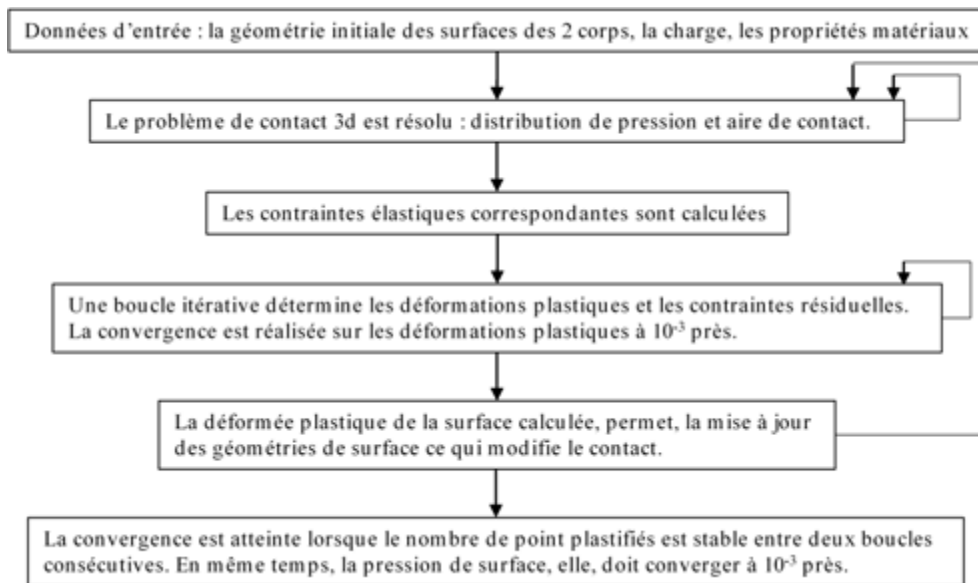 Données d'entrée : la géométrie initiale des surfaces des 2 corps, la charge, les propriétés matériaux
Le problème de contact 3d est résolu : distribution de pression et aire de contact.
Les contraintes élastiques correspondantes sont calculées
Une boucle itérative détermine les déformations plastiques et les contraintes résiduelles.
La convergence est réalisée sur les déformations plastiques à 10⁻³ près.
La déformée plastique de la surface calculée, permet, la mise à jour
des géométries de surface ce qui modifie le contact.
La convergence est atteinte lorsque le nombre de point plastifiés est stable entre deux boucles
consécutives. En même temps, la pression de surface, elle, doit converger à 10⁻³ près.